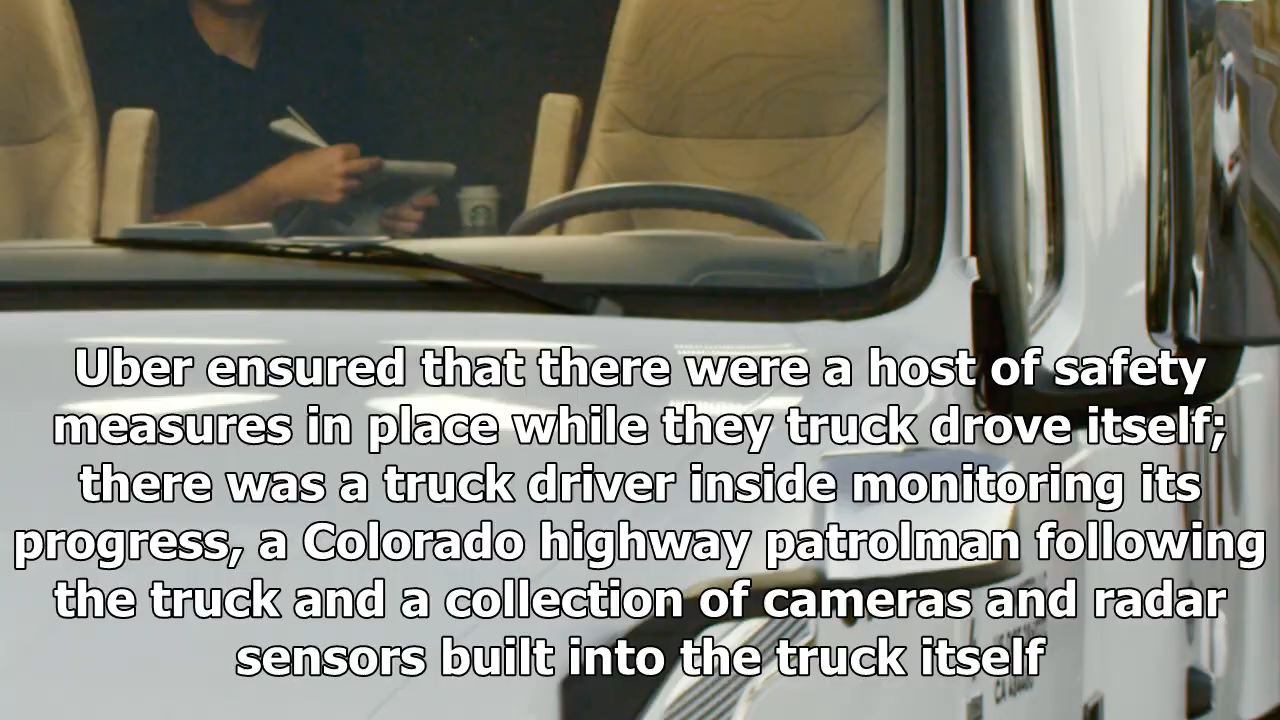 Uber ensured that there were a host of safety
measures in place while they truck drove itself;
there was a truck driver inside monitoring its
progress, a Colorado highway patrolman following
the truck and a collection of cameras and radar
sensors built into the truck itself